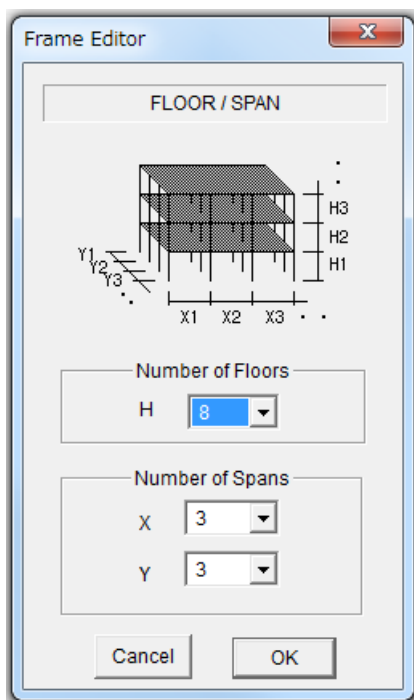 Frame Editor
FLOOR / SPAN
H3
H2
H1
Y1
Y2
Y3
X1 X2 X3
Number of Floors
H 8
Number of Spans
X 3
Y 3
Cancel OK